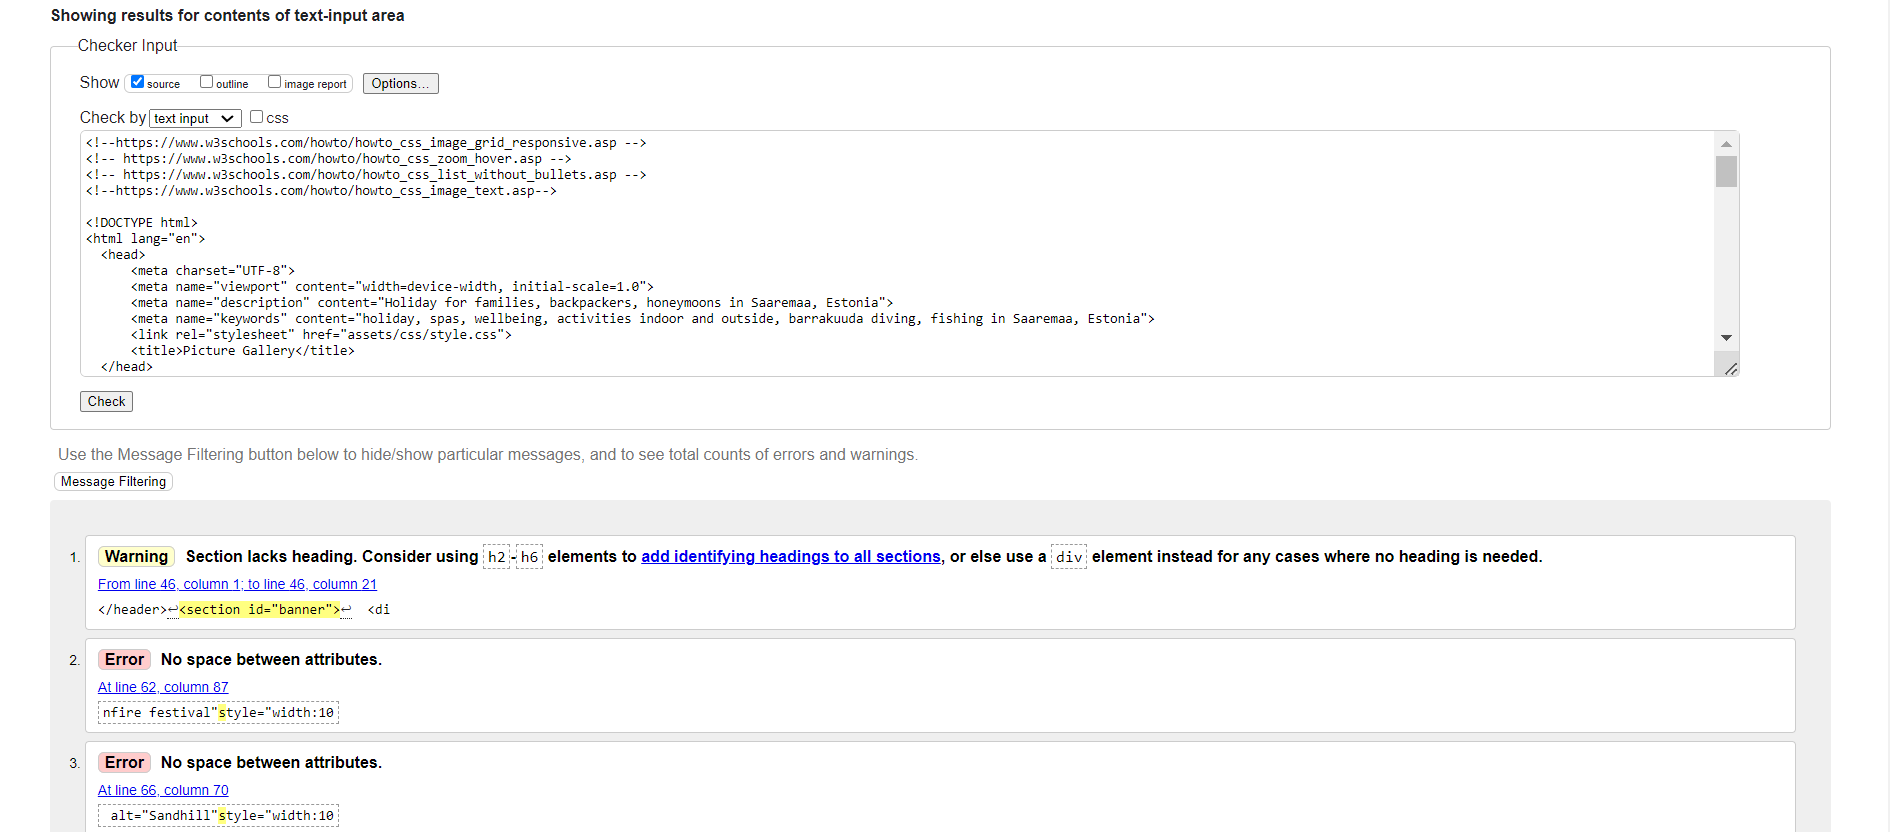 Showing results for contents of text-input area
Checker Input
Show source outline image report Options...
Check by text input css
<!--https://www.w3schools.com/howto/howto_css_image_grid_responsive.asp -->
<!-- https://www.w3schools.com/howto/howto_css_zoom_hover.asp -->
<!-- https://www.w3schools.com/howto/howto_css_list_without_bullets.asp -->
<!--https://www.w3schools.com/howto/howto_css_image_text.asp-->
<!DOCTYPE html>
<html lang="en">
<head>
<meta charset="UTF-8">
<meta name="viewport" content="width=device-width, initial-scale=1.0">
<meta name="description" content="Holiday for families, backpackers, honeymoons in Saaremaa, Estonia">
<meta name="keywords" content="holiday, spas, wellbeing, activities indoor and outside, barrakuuda diving, fishing in Saaremaa, Estonia">
<link rel="stylesheet" href="assets/css/style.css">
<title>Picture Gallery</title>
</head>
Check
Use the Message Filtering button below to hide/show particular messages, and to see total counts of errors and warnings.
Message Filtering
1. Warning Section lacks heading. Consider using h2-h6 elements to add identifying headings to all sections, or else use a div element instead for any cases where no heading is needed.
From line 46, column 1; to line 46, column 21
</header>↩<section id="banner">↩ <di
2. Error No space between attributes.
At line 62, column 87
nfire festival"style="width:10
3. Error No space between attributes.
At line 66, column 70
alt="Sandhill"style="width:10